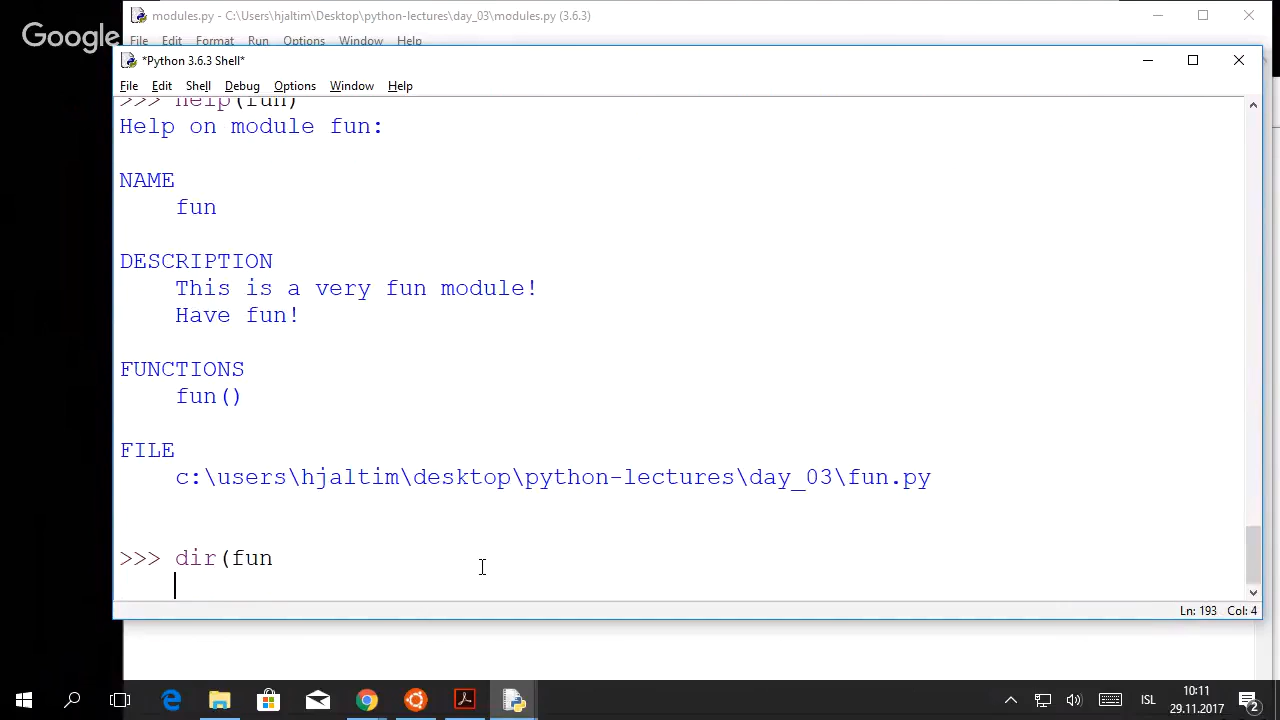 modules.py - C:\Users\hjaltim\Desktop\python-lectures\day_03\modules.py (3.6.3)
Google
File Edit Format Run Options Window Help
*Python 3.6.3 Shell*
File Edit Shell Debug Options Window Help
>>> help(fun)
Help on module fun:
NAME
fun
DESCRIPTION
This is a very fun module!
Have fun!
FUNCTIONS
fun()
FILE
c:\users\hjaltim\desktop\python-lectures\day_03\fun.py
>>> dir(fun
Ln: 193 Col: 4
ISL
10:11
29.11.2017
2